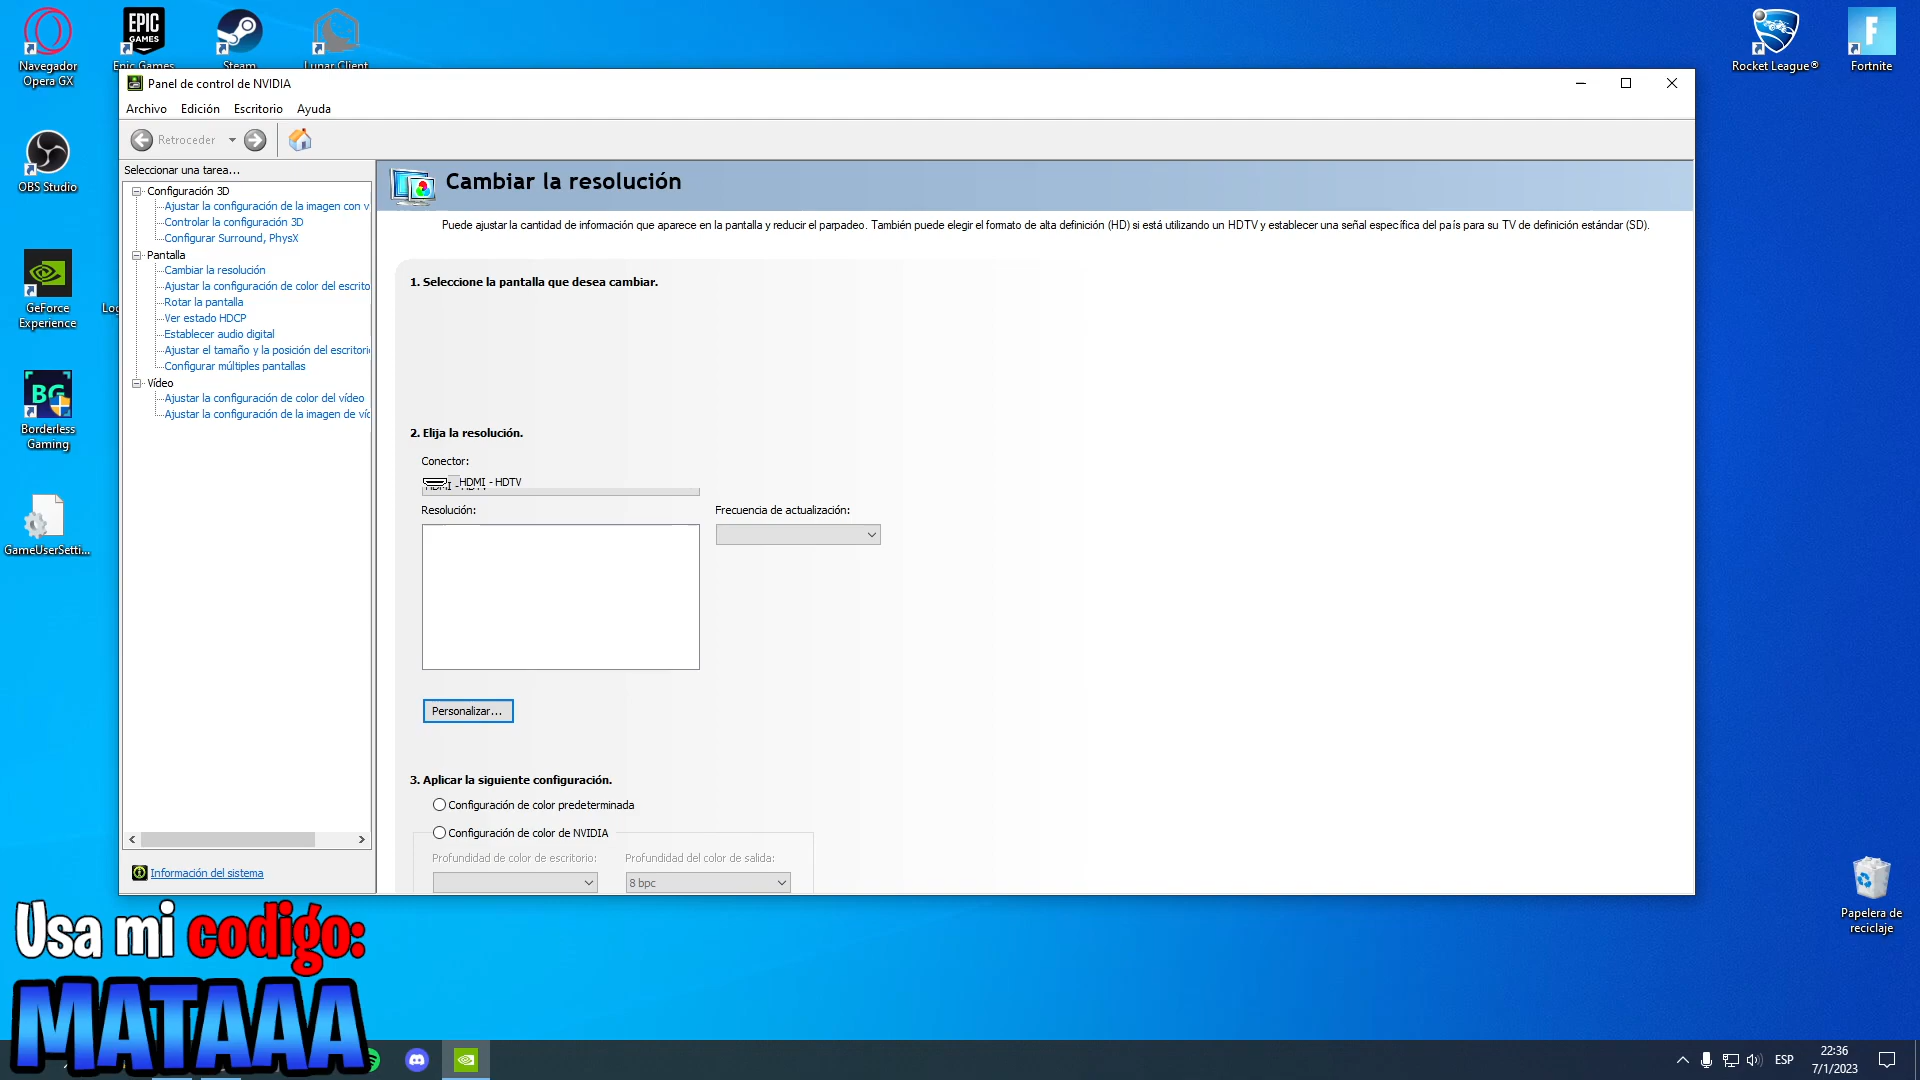 Navegador
Opera GX
EPIC
GAMES
Epic Games
Steam
Lunar Client
Rocket League®
Fortnite
OBS Studio
GeForce
Experience
Log
BG
Borderless
Gaming
GameUserSetti...
Panel de control de NVIDIA
Archivo Edición Escritorio Ayuda
Retroceder
Seleccionar una tarea...
Configuración 3D
Ajustar la configuración de la imagen con v
Controlar la configuración 3D
Configurar Surround, PhysX
Pantalla
Cambiar la resolución
Ajustar la configuración de color del escrito
Rotar la pantalla
Ver estado HDCP
Establecer audio digital
Ajustar el tamaño y la posición del escritori
Configurar múltiples pantallas
Vídeo
Ajustar la configuración de color del vídeo
Ajustar la configuración de la imagen de víd
Información del sistema
Cambiar la resolución
Puede ajustar la cantidad de información que aparece en la pantalla y reducir el parpadeo. También puede elegir el formato de alta definición (HD) si está utilizando un HDTV y establecer una señal específica del país para su TV de definición estándar (SD).
1. Seleccione la pantalla que desea cambiar.
2. Elija la resolución.
Conector:
HDMI - HDTV
Resolución:
Frecuencia de actualización:
Personalizar...
3. Aplicar la siguiente configuración.
Configuración de color predeterminada
Configuración de color de NVIDIA
Profundidad de color de escritorio:
Profundidad del color de salida:
8 bpc
Papelera de
reciclaje
Usa mi codigo:
MATAAA
ESP
22:36
7/1/2023